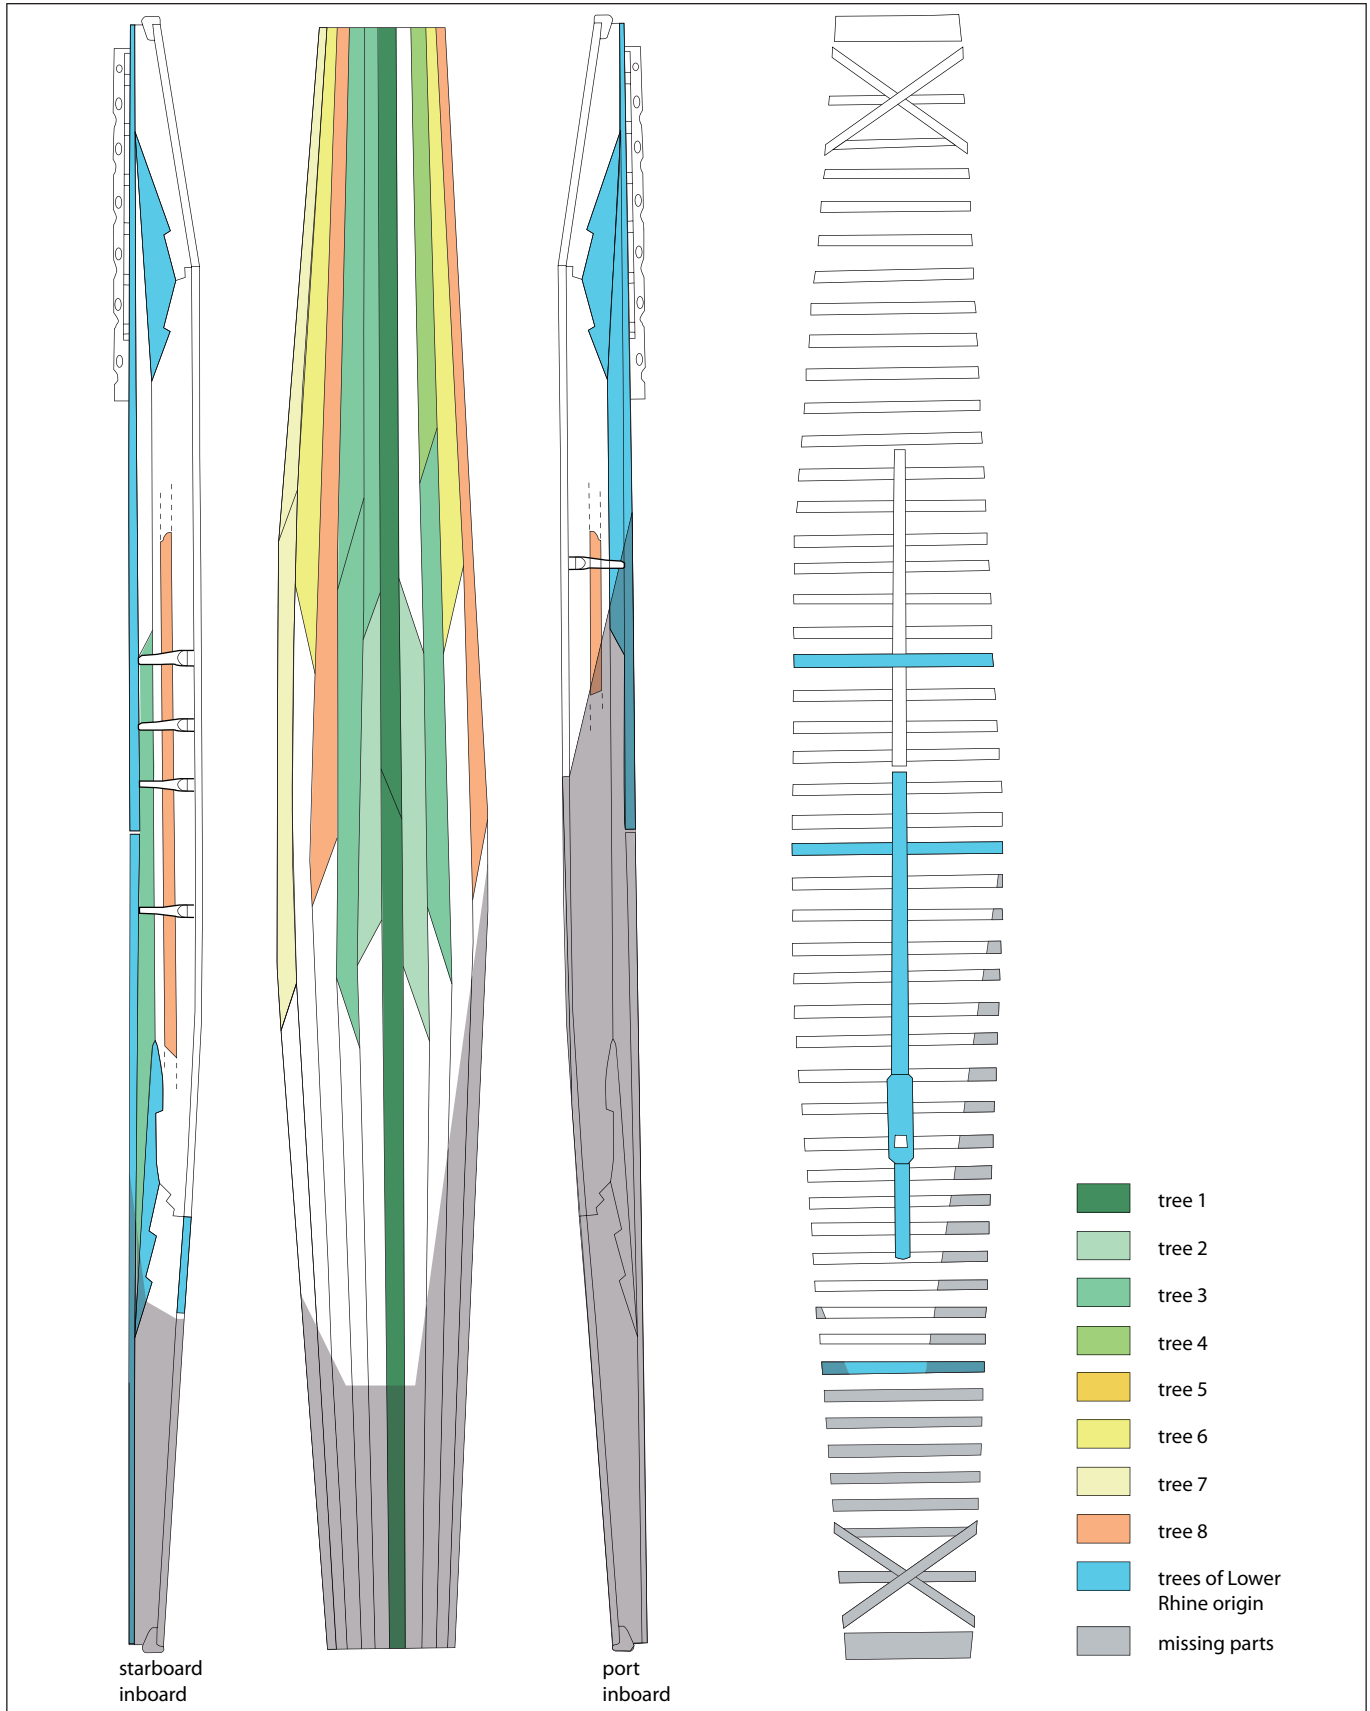 starboard
inboard
port
inboard
tree 1
tree 2
tree 3
tree 4
tree 5
tree 6
tree 7
tree 8
trees of Lower
Rhine origin
missing parts